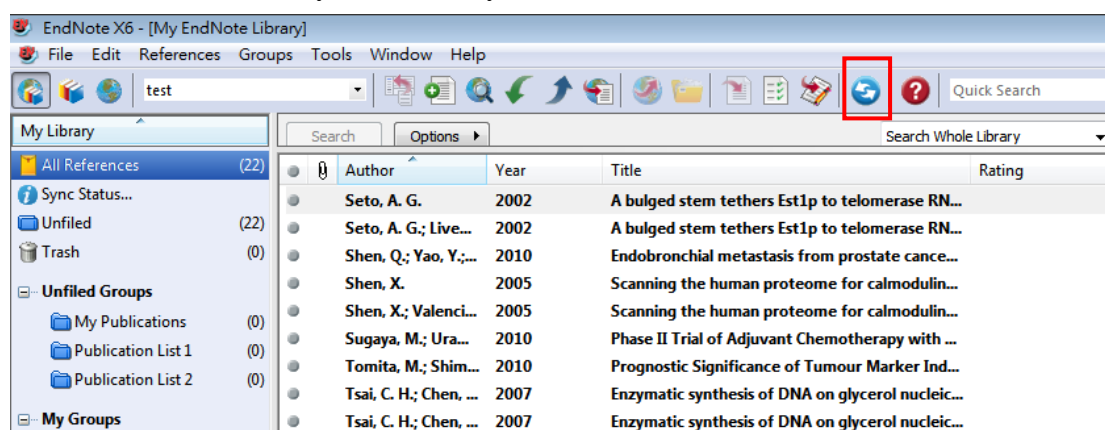 EndNote X6 - [My EndNote Library]
File Edit References Groups Tools Window Help
test Quick Search
My Library Search Options Search Whole Library
All References (22) Author Year Title Rating
Sync Status... Seto, A. G. 2002 A bulged stem tethers Est1p to telomerase RN...
Unfiled (22) Seto, A. G.; Live... 2002 A bulged stem tethers Est1p to telomerase RN...
Trash (0) Shen, Q.; Yao, Y.;... 2010 Endobronchial metastasis from prostate cance...
Unfiled Groups Shen, X. 2005 Scanning the human proteome for calmodulin...
My Publications (0) Shen, X.; Valenci... 2005 Scanning the human proteome for calmodulin...
Publication List 1 (0) Sugaya, M.; Ura... 2010 Phase II Trial of Adjuvant Chemotherapy with ...
Publication List 2 (0) Tomita, M.; Shim... 2010 Prognostic Significance of Tumour Marker Ind...
Tsai, C. H.; Chen, ... 2007 Enzymatic synthesis of DNA on glycerol nucleic...
My Groups Tsai, C. H.; Chen, ... 2007 Enzymatic synthesis of DNA on glycerol nucleic...